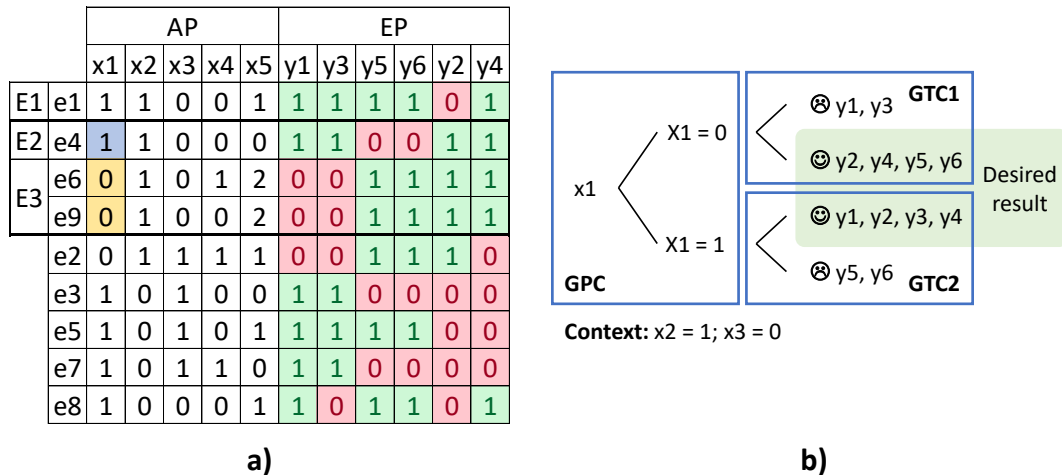 AP EP
x1 x2 x3 x4 x5 y1 y3 y5 y6 y2 y4
E1 e1 1 1 0 0 1 1 1 1 1 0 1
E2 e4 1 1 0 0 0 1 1 0 0 1 1
E3 e6 0 1 0 1 2 0 0 1 1 1 1
e9 0 1 0 0 2 0 0 1 1 1 1
e2 0 1 1 1 1 0 0 1 1 1 0
e3 1 0 1 0 0 1 1 0 0 0 0
e5 1 0 1 0 1 1 1 1 1 0 0
e7 1 0 1 1 0 1 1 0 0 0 0
e8 1 0 0 0 1 1 0 1 1 0 1
a)
x1
X1 = 0
X1 = 1
GPC
GTC1
y1, y3
y2, y4, y5, y6
Desired
result
y1, y2, y3, y4
y5, y6
GTC2
Context: x2 = 1; x3 = 0
b)